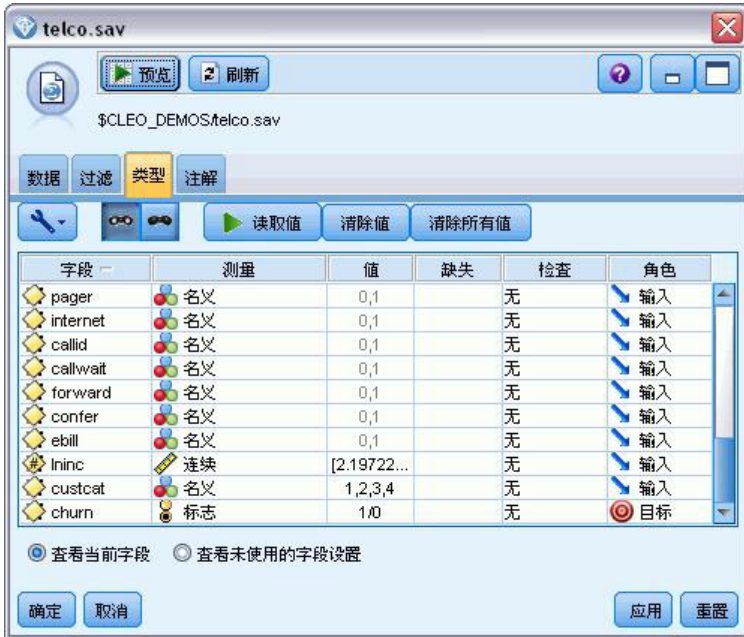 telco.sav
预览 刷新
$CLEO_DEMOS/telco.sav
数据 过滤 类型 注解
读取值 清除值 清除所有值
字段 测量 值 缺失 检查 角色
pager 名义 0,1 无 输入
internet 名义 0,1 无 输入
callid 名义 0,1 无 输入
callwait 名义 0,1 无 输入
forward 名义 0,1 无 输入
confer 名义 0,1 无 输入
ebill 名义 0,1 无 输入
lninc 连续 [2.19722... 无 输入
custcat 名义 1,2,3,4 无 输入
churn 标志 1/0 无 目标
查看当前字段 查看未使用的字段设置
确定 取消 应用 重置